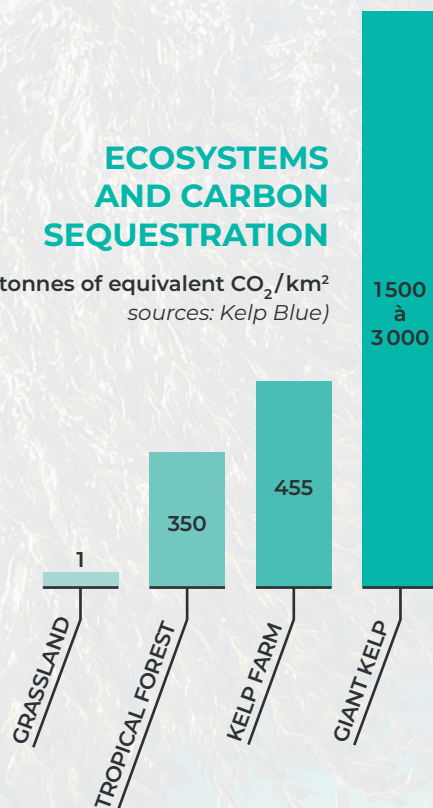 ECOSYSTEMS
AND CARBON
SEQUESTRATION
tonnes of equivalent CO₂/km²
sources: Kelp Blue)
1500
à
3000
455
350
1
GRASSLAND
TROPICAL FOREST
KELP FARM
GIANT KELP